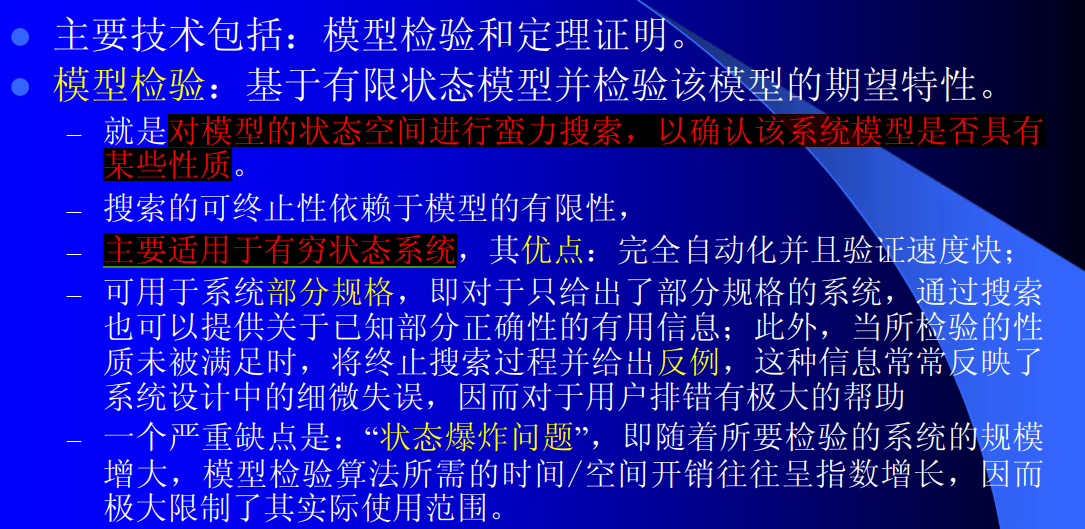 主要技术包括：模型检验和定理证明。
模型检验：基于有限状态模型并检验该模型的期望特性。
– 就是对模型的状态空间进行蛮力搜索，以确认该系统模型是否具有
某些性质。
– 搜索的可终止性依赖于模型的有限性，
– 主要适用于有穷状态系统，其优点：完全自动化并且验证速度快；
– 可用于系统部分规格，即对于只给出了部分规格的系统，通过搜索
也可以提供关于已知部分正确性的有用信息；此外，当所检验的性
质未被满足时，将终止搜索过程并给出反例，这种信息常常反映了
系统设计中的细微失误，因而对于用户排错有极大的帮助
– 一个严重缺点是：“状态爆炸问题”，即随着所要检验的系统的规模
增大，模型检验算法所需的时间/空间开销往往呈指数增长，因而
极大限制了其实际使用范围。